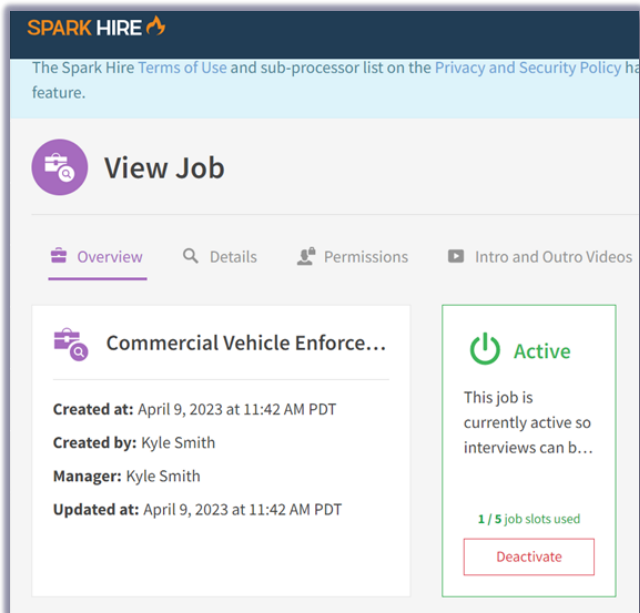 SPARK HIRE
The Spark Hire Terms of Use and sub-processor list on the Privacy and Security Policy ha
feature.
View Job
Overview
Details
Permissions
Intro and Outro Videos
Commercial Vehicle Enforce...
Created at: April 9, 2023 at 11:42 AM PDT
Created by: Kyle Smith
Manager: Kyle Smith
Updated at: April 9, 2023 at 11:42 AM PDT
Active
This job is
currently active so
interviews can b...
1 / 5 job slots used
Deactivate